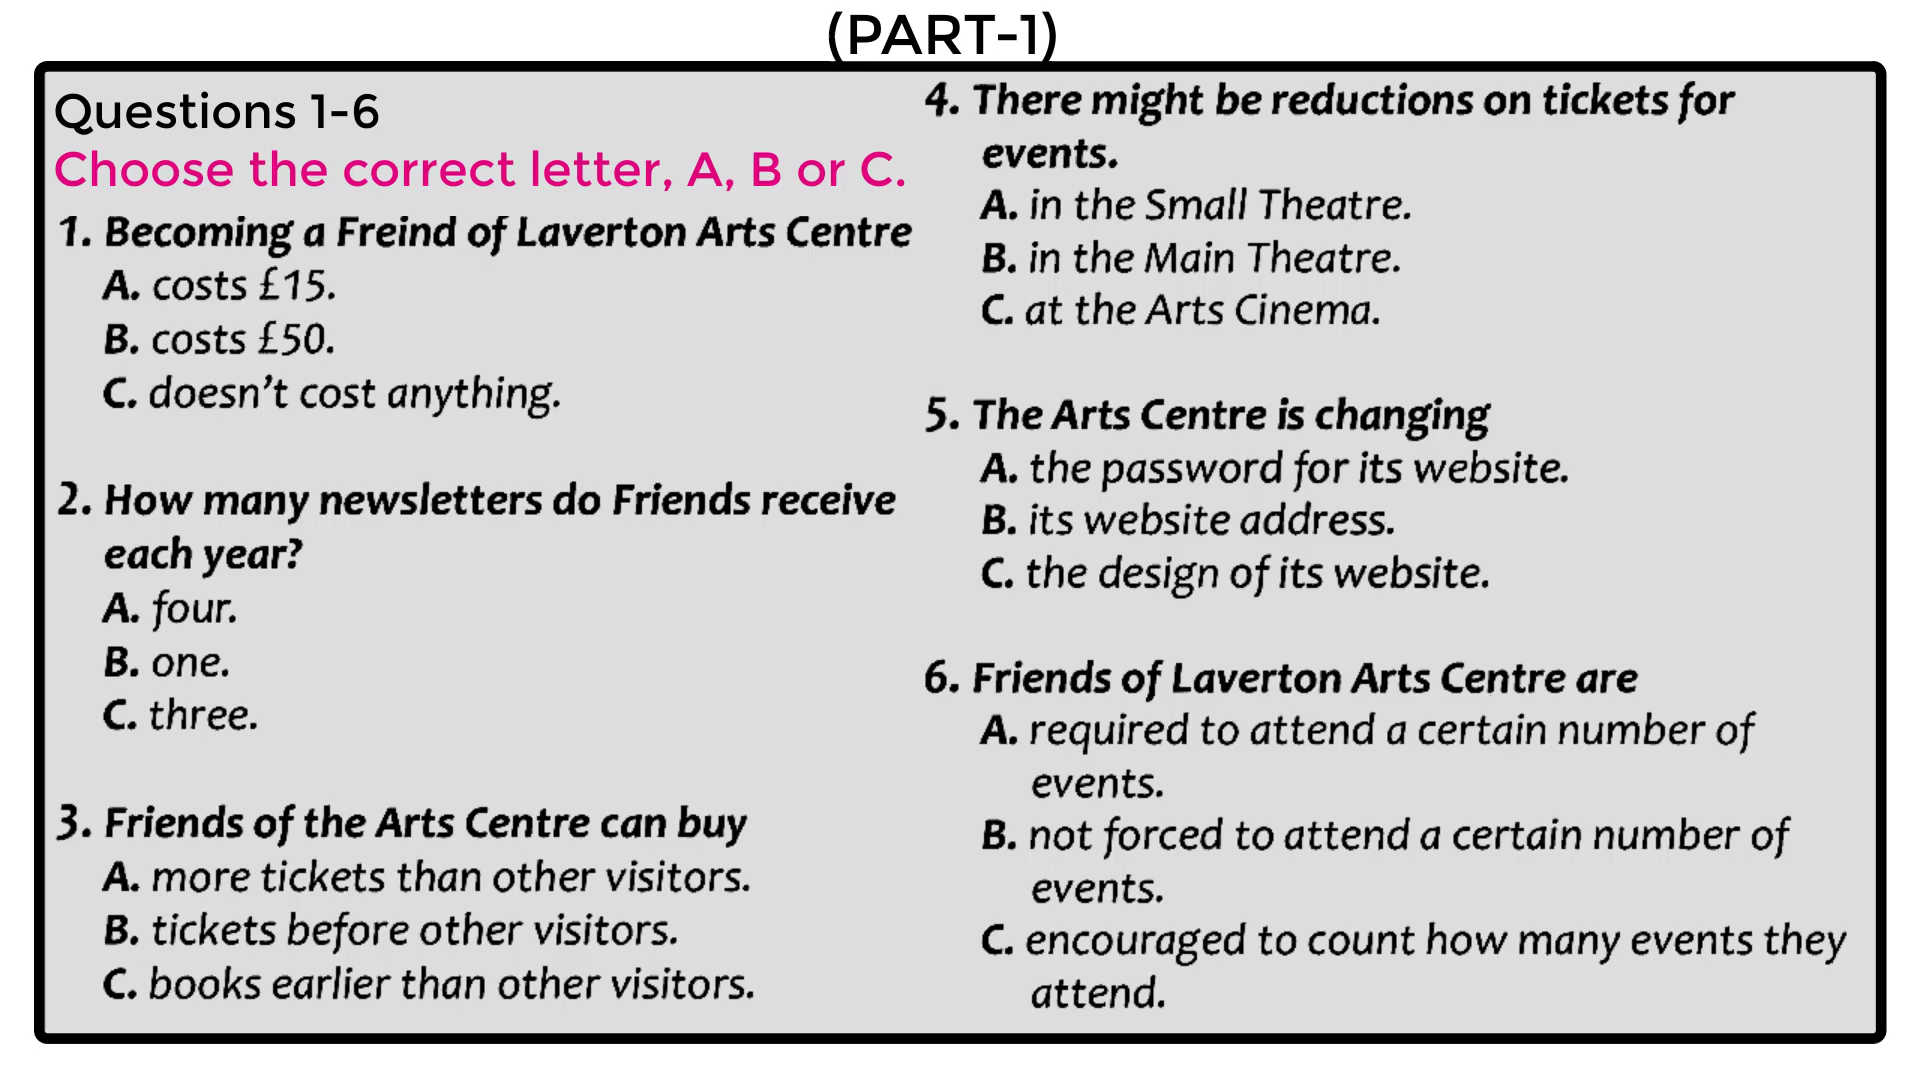 (PART-1)
Questions 1-6
Choose the correct letter, A, B or C.
1. Becoming a Freind of Laverton Arts Centre
A. costs £15.
B. costs £50.
C. doesn't cost anything.
2. How many newsletters do Friends receive
each year?
A. four.
B. one.
C. three.
3. Friends of the Arts Centre can buy
A. more tickets than other visitors.
B. tickets before other visitors.
C. books earlier than other visitors.
4. There might be reductions on tickets for
events.
A. in the Small Theatre.
B. in the Main Theatre.
C. at the Arts Cinema.
5. The Arts Centre is changing
A. the password for its website.
B. its website address.
C. the design of its website.
6. Friends of Laverton Arts Centre are
A. required to attend a certain number of
events.
B. not forced to attend a certain number of
events.
C. encouraged to count how many events they
attend.